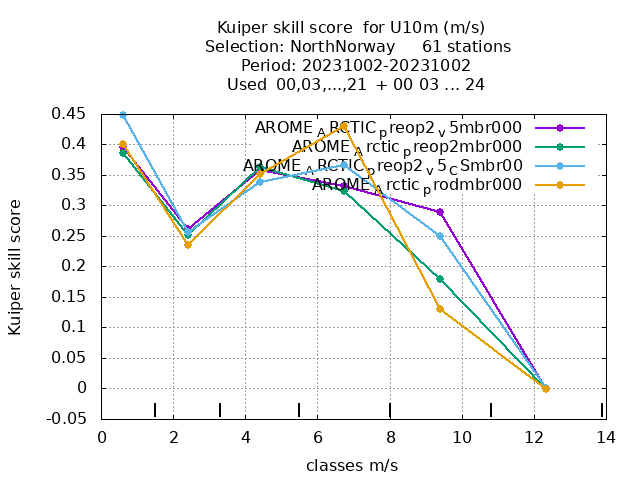 Kuiper skill score  for U10m (m/s)
Selection: NorthNorway     61 stations
Period: 20231002-20231002
Used  00,03,...,21  + 00 03 ... 24
Kuiper skill score
0.45
0.4
0.35
0.3
0.25
0.2
0.15
0.1
0.05
0
-0.05
AROME_ARCTIC_preop2_v5mbr000
AROME_Arctic_preop2mbr000
AROME_ARCTIC_preop2_v5_CSmbr00
AROME_Arctic_prodmbr000
0 2 4 6 8 10 12 14
classes m/s